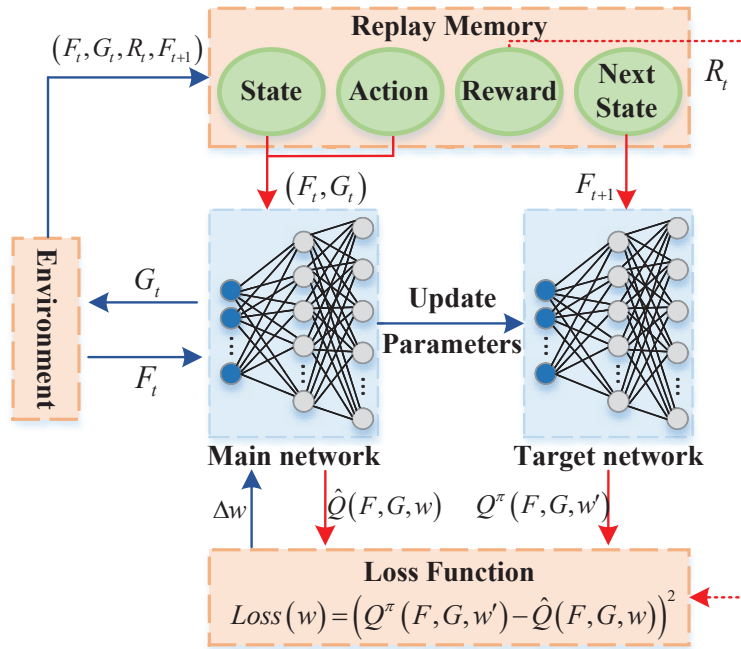 Replay Memory
(F_t, G_t, R_t, F_{t+1})
State
Action
Reward
Next
State
R_t
(F_t, G_t)
F_{t+1}
Environment
G_t
F_t
Update
Parameters
Main network
Target network
Δw
Q̂(F,G,w)
Q^π(F,G,w′)
Loss Function
Loss(w)=(Q^π(F,G,w′)−Q̂(F,G,w))^2